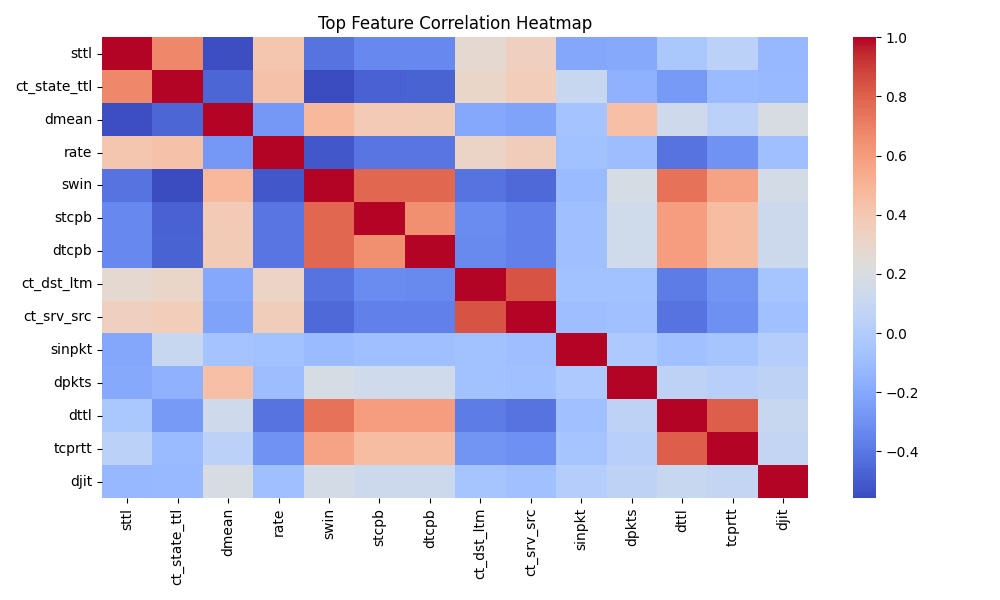 Top Feature Correlation Heatmap
sttl
ct_state_ttl
dmean
rate
swin
stcpb
dtcpb
ct_dst_ltm
ct_srv_src
sinpkt
dpkts
dttl
tcprtt
djit
sttl
ct_state_ttl
dmean
rate
swin
stcpb
dtcpb
ct_dst_ltm
ct_srv_src
sinpkt
dpkts
dttl
tcprtt
djit
1.0
0.8
0.6
0.4
0.2
0.0
−0.2
−0.4